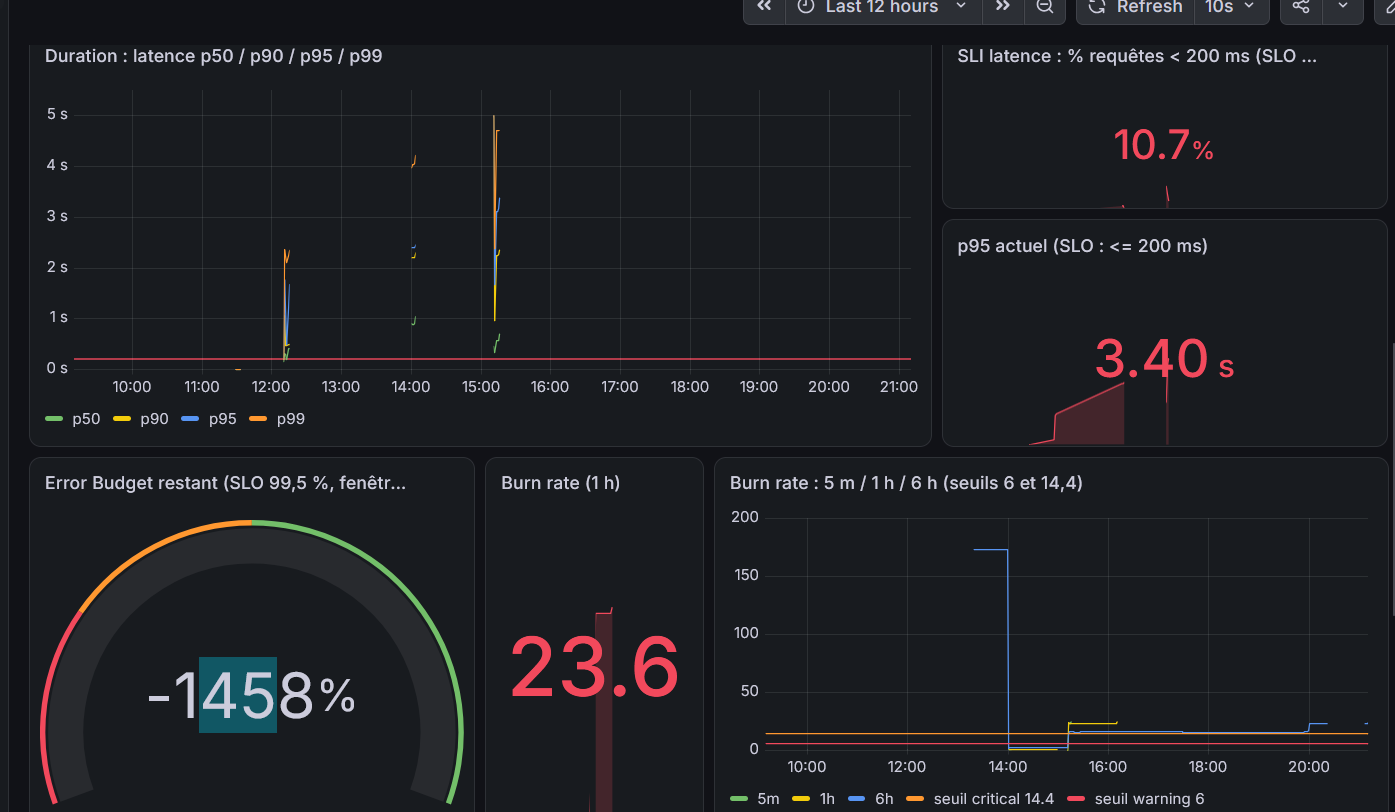 Last 12 hours
Refresh
10s
Duration : latence p50 / p90 / p95 / p99
5 s
4 s
3 s
2 s
1 s
0 s
10:00 11:00 12:00 13:00 14:00 15:00 16:00 17:00 18:00 19:00 20:00 21:00
p50 p90 p95 p99
SLI latence : % requêtes < 200 ms (SLO ...
10.7%
p95 actuel (SLO : <= 200 ms)
3.40 s
Error Budget restant (SLO 99,5 %, fenêtr...
-1458%
Burn rate (1 h)
23.6
Burn rate : 5 m / 1 h / 6 h (seuils 6 et 14,4)
200
150
100
50
0
10:00 12:00 14:00 16:00 18:00 20:00
5m 1h 6h seuil critical 14.4 seuil warning 6